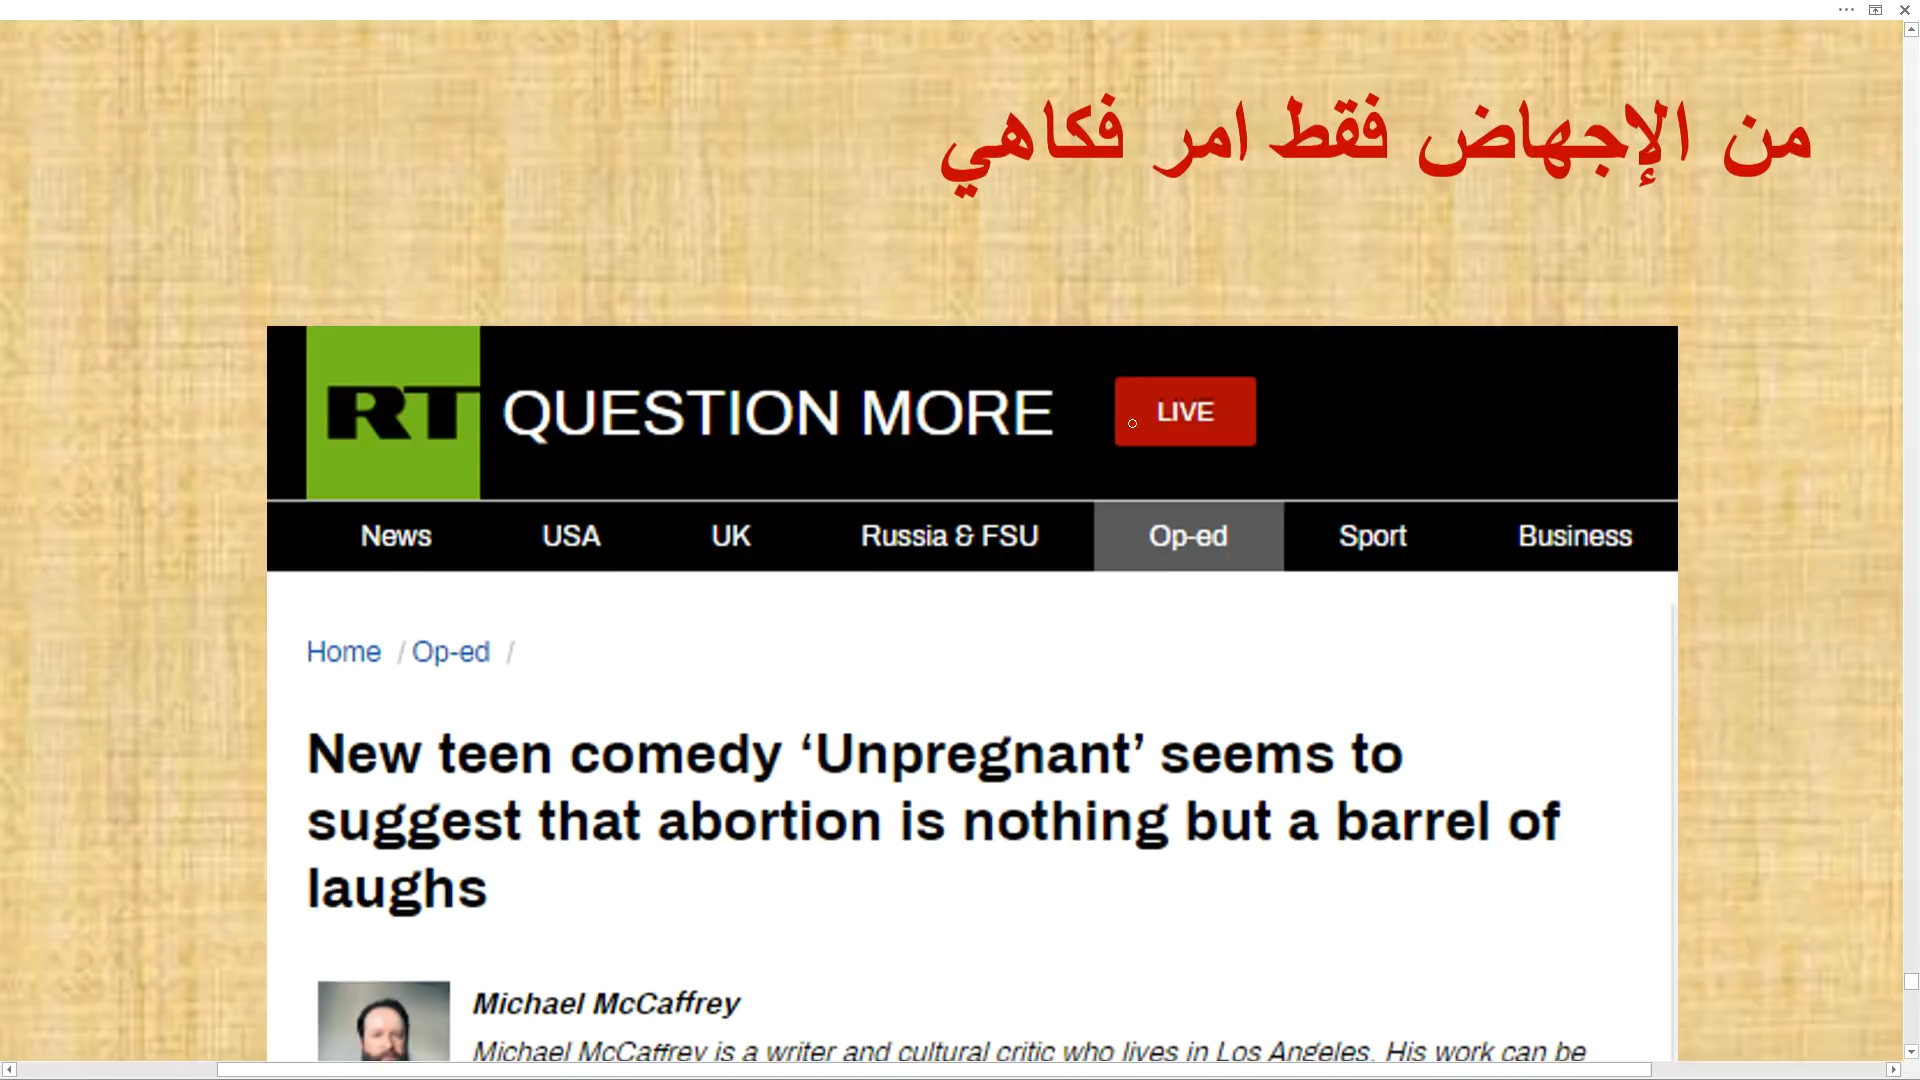 من الإجهاض فقط امر فكاهي
RT QUESTION MORE LIVE
News USA UK Russia & FSU Op-ed Sport Business
Home / Op-ed /
New teen comedy ‘Unpregnant’ seems to
suggest that abortion is nothing but a barrel of
laughs
Michael McCaffrey
Michael McCaffrey is a writer and cultural critic who lives in Los Angeles. His work can be